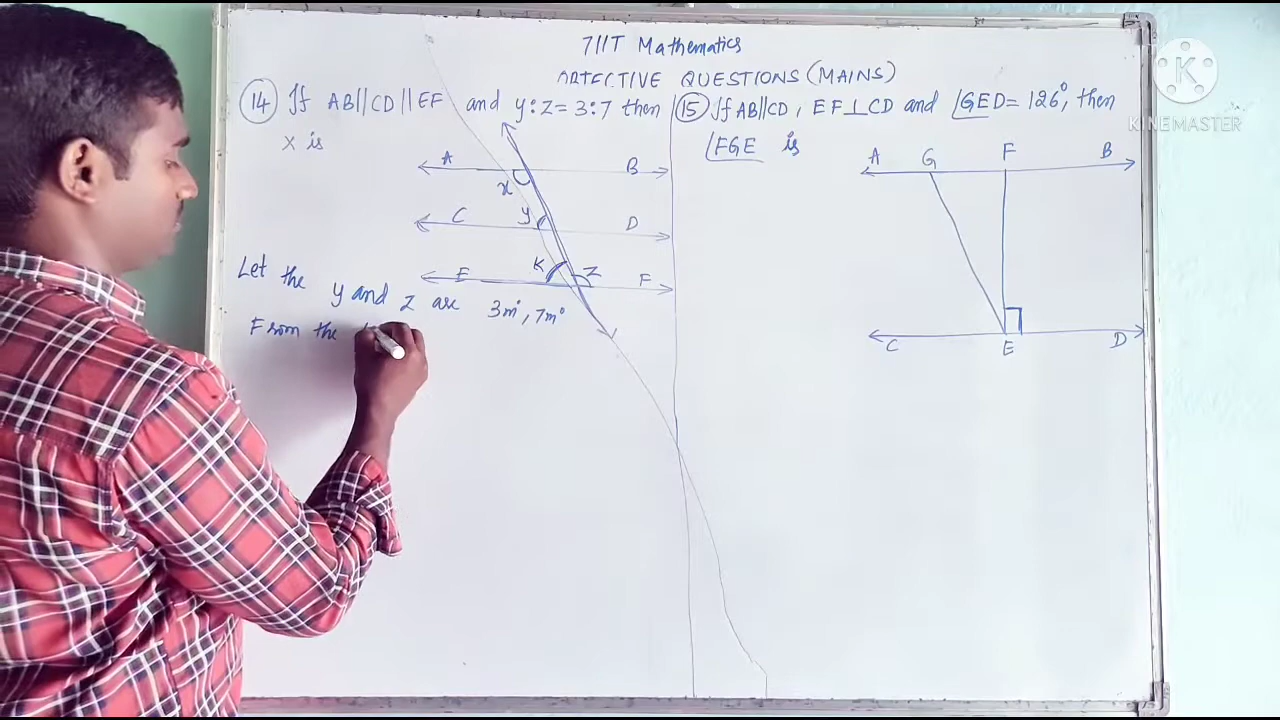 7IIT Mathematics
QUESTIONS (MAINS)
14 If AB||CD||EF and y:z = 3:7 then
x is
A B
x
C y D
K z
E F
Let the y and z are 3m°, 7m°
From the
15 If AB||CD, EF⊥CD and ∠GED = 126°, then
∠FGE is
A G F B
C E D
K
KINEMASTER